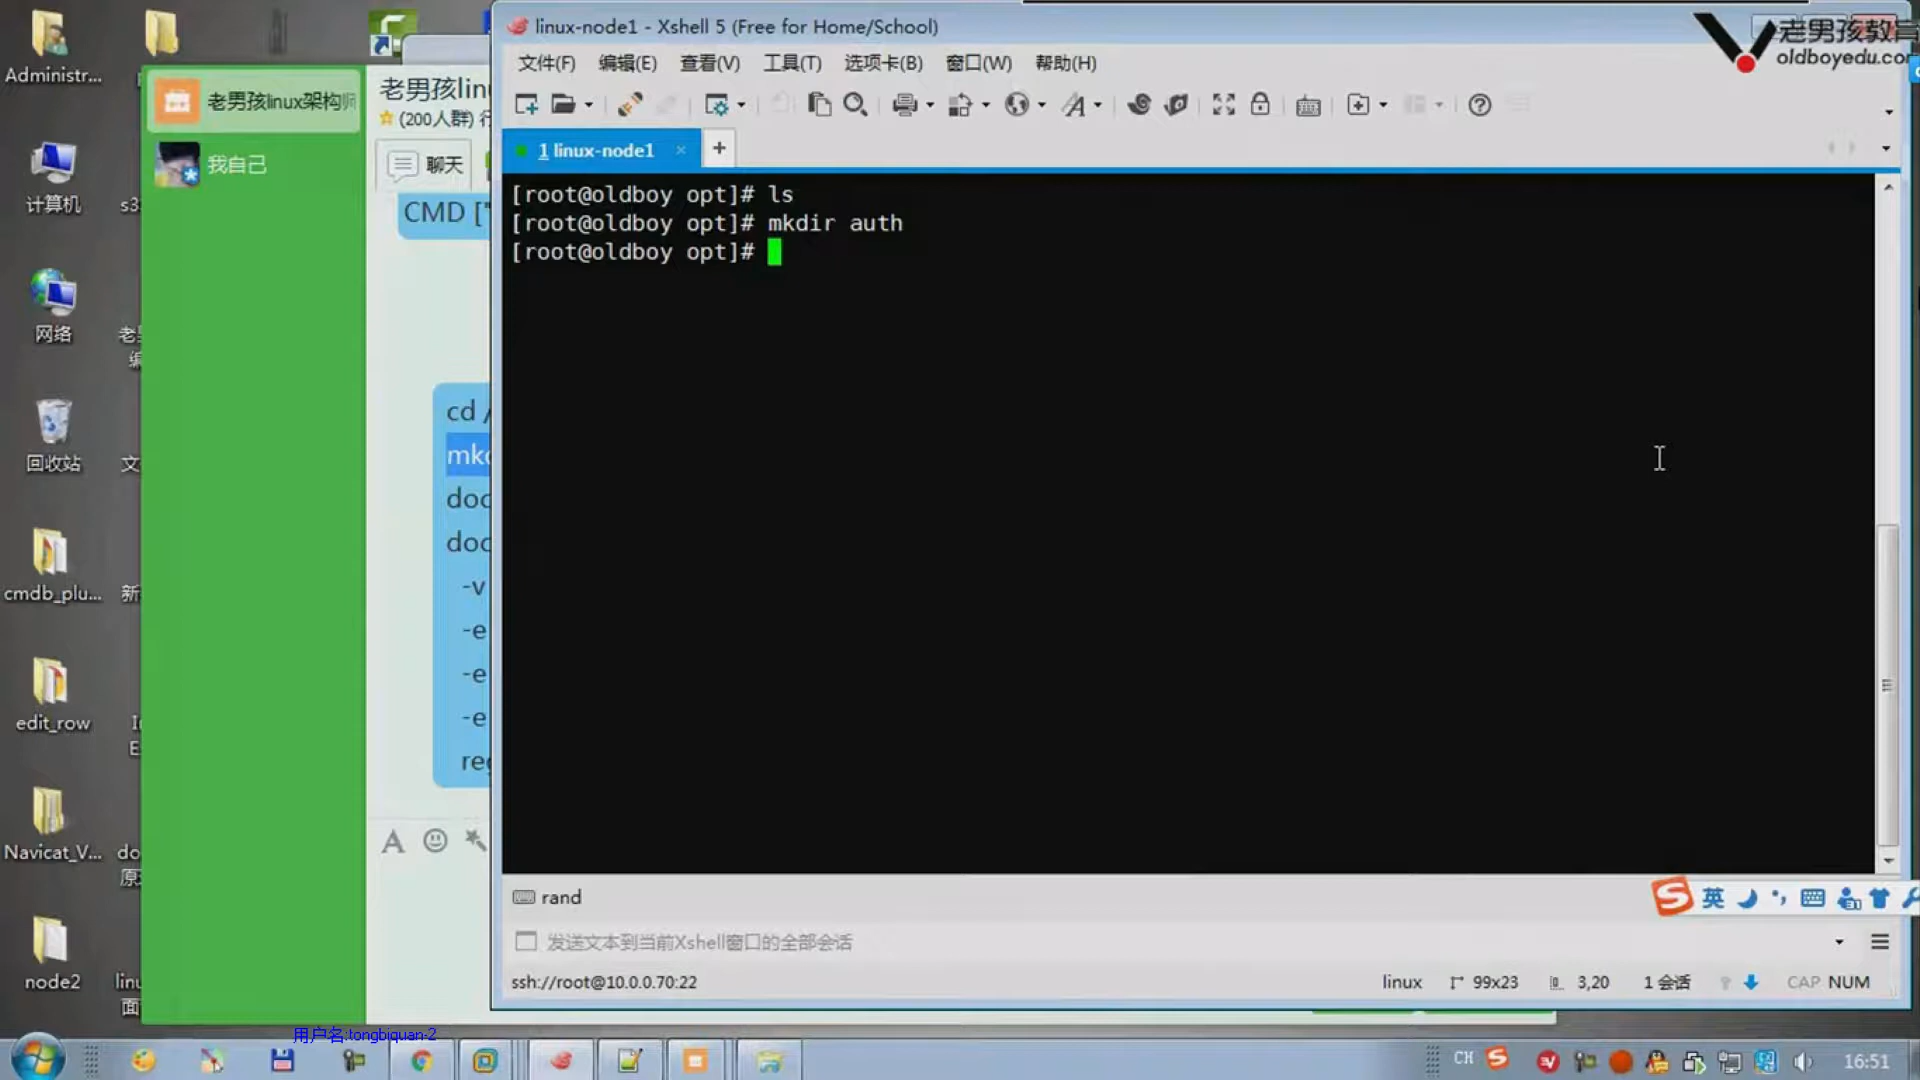 linux-node1 - Xshell 5 (Free for Home/School)
老男孩教育
oldboyedu.com
文件(F) 编辑(E) 查看(V) 工具(T) 选项卡(B) 窗口(W) 帮助(H)
1 linux-node1
[root@oldboy opt]# ls
[root@oldboy opt]# mkdir auth
[root@oldboy opt]#
rand
英
发送文本到当前Xshell窗口的全部会话
ssh://root@10.0.0.70:22
linux
99x23
3,20
1 会话
CAP NUM
Administr...
计算机
网络
回收站
cmdb_plu...
edit_row
Navicat_V...
node2
老男孩linux架构师
我自己
老男孩lin
(200人群)
聊天
CMD ["
cd /
-v
-e
-e
-e
用户名:tongbiquan-2
CH
16:51